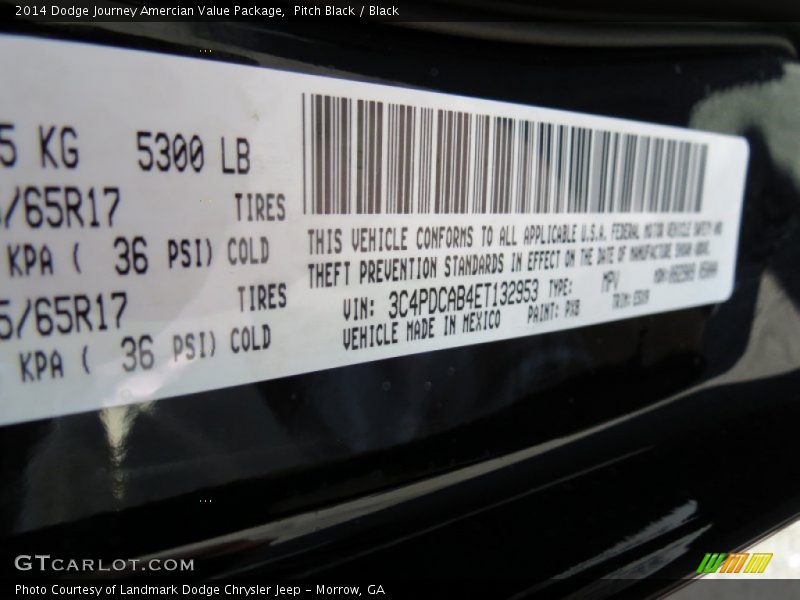 2014 Dodge Journey Amercian Value Package,  Pitch Black / Black
5 KG 5300 LB
/65R17 TIRES
KPA ( 36 PSI) COLD
5/65R17 TIRES
KPA ( 36 PSI) COLD
THIS VEHICLE CONFORMS TO ALL APPLICABLE U.S.A. FEDERAL MOTOR VEHICLE SAFETY AND
THEFT PREVENTION STANDARDS IN EFFECT ON THE DATE OF MANUFACTURE SHOWN ABOVE.
VIN: 3C4PDCAB4ET132953 TYPE: MPV
VEHICLE MADE IN MEXICO PAINT: PXB TRIM:
GTCARLOT.COM
Photo Courtesy of Landmark Dodge Chrysler Jeep - Morrow, GA